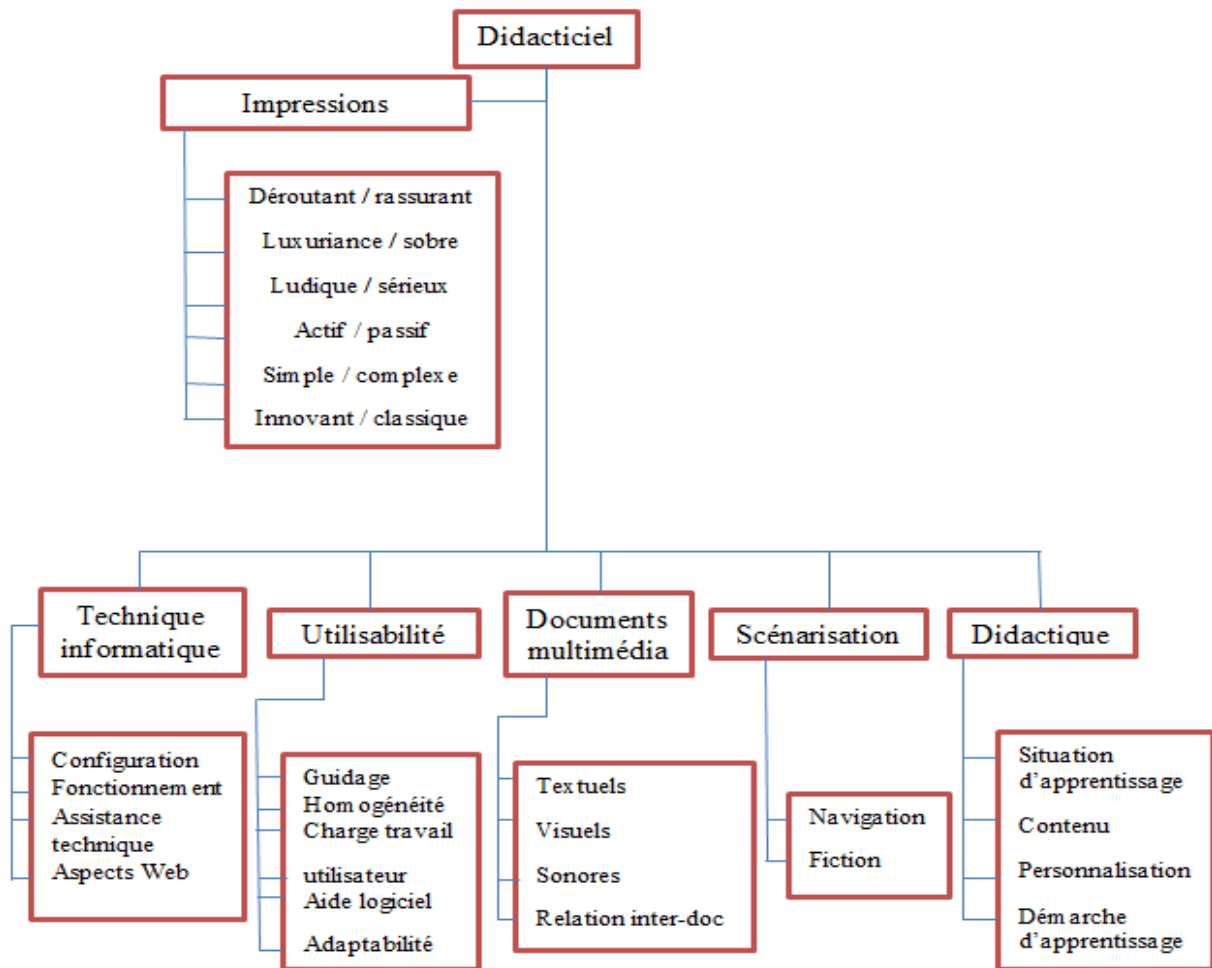 Didacticiel
Impressions
Déroutant / rassurant
Luxuriance / sobre
Ludique / sérieux
Actif / passif
Simple / complexe
Innovant / classique
Technique
informatique
Configuration
Fonctionnement
Assistance
technique
Aspects Web
Utilisabilité
Guidage
Homogénéité
Charge travail
utilisateur
Aide logiciel
Adaptabilité
Documents
multimédia
Textuels
Visuels
Sonores
Relation inter-doc
Scénarisation
Navigation
Fiction
Didactique
Situation
d'apprentissage
Contenu
Personnalisation
Démarche
d'apprentissage